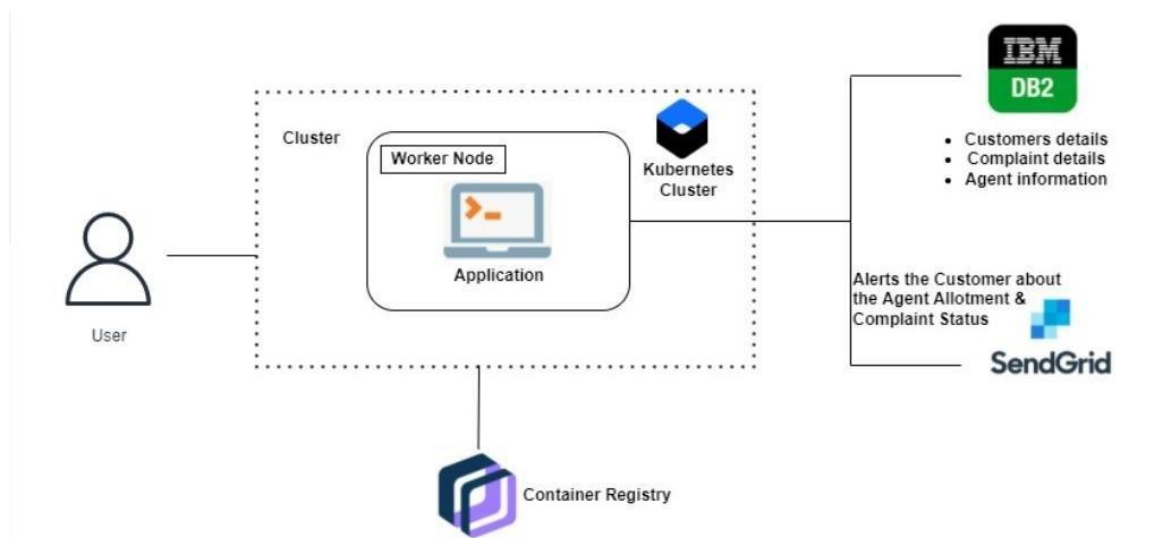 IBM
DB2
Customers details
Complaint details
Agent information
Cluster
Worker Node
Kubernetes
Cluster
Application
User
Alerts the Customer about
the Agent Allotment &
Complaint Status
SendGrid
Container Registry